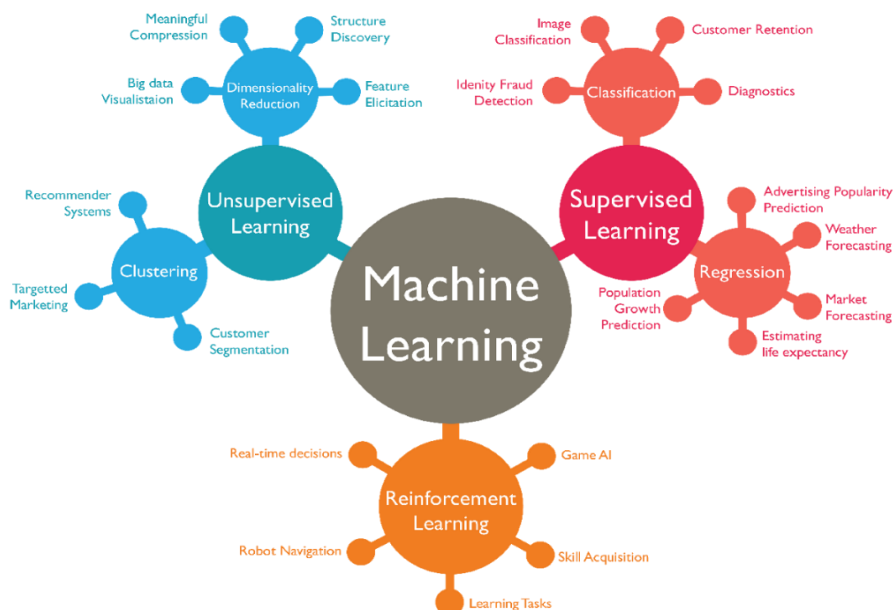 Meaningful
Compression
Structure
Discovery
Big data
Visualistaion
Dimensionality
Reduction
Feature
Elicitation
Unsupervised
Learning
Recommender
Systems
Clustering
Targetted
Marketing
Customer
Segmentation
Machine
Learning
Image
Classification
Customer Retention
Idenity Fraud
Detection
Classification
Diagnostics
Supervised
Learning
Advertising Popularity
Prediction
Weather
Forecasting
Regression
Population
Growth
Prediction
Market
Forecasting
Estimating
life expectancy
Real-time decisions
Game AI
Reinforcement
Learning
Robot Navigation
Skill Acquisition
Learning Tasks